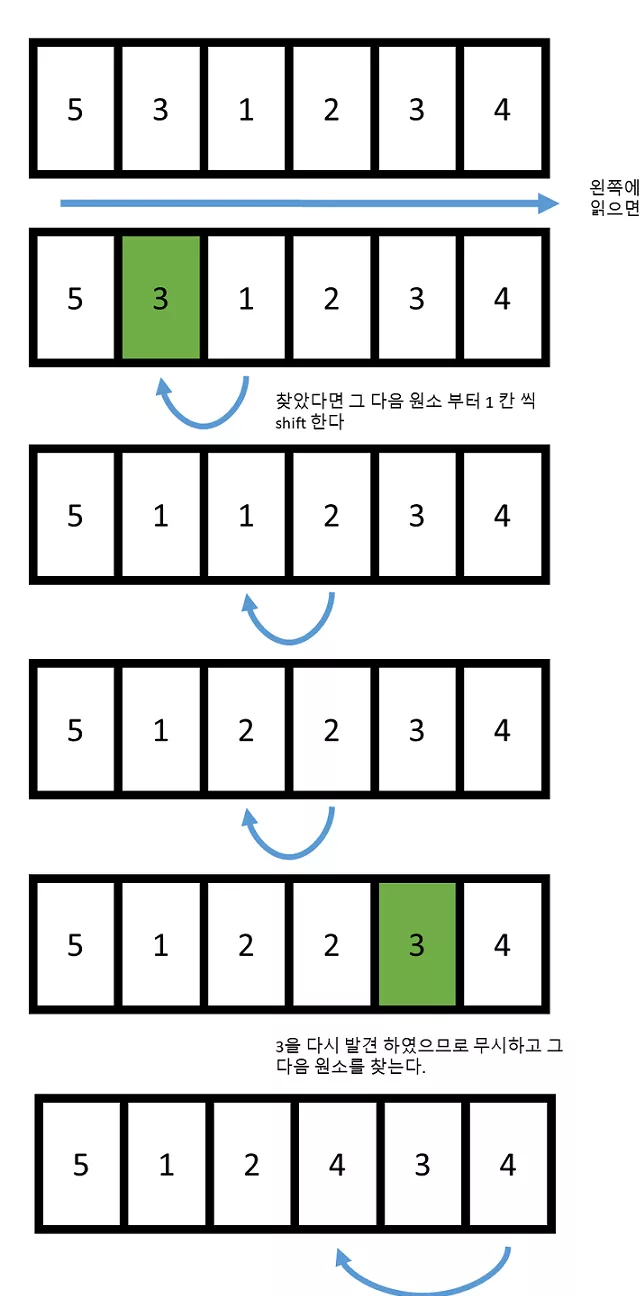 5 3 1 2 3 4
왼쪽에
읽으면
5 3 1 2 3 4
찾았다면 그 다음 원소 부터 1 칸 씩
shift 한다
5 1 1 2 3 4
5 1 2 2 3 4
5 1 2 2 3 4
3을 다시 발견 하였으므로 무시하고 그
다음 원소를 찾는다.
5 1 2 4 3 4